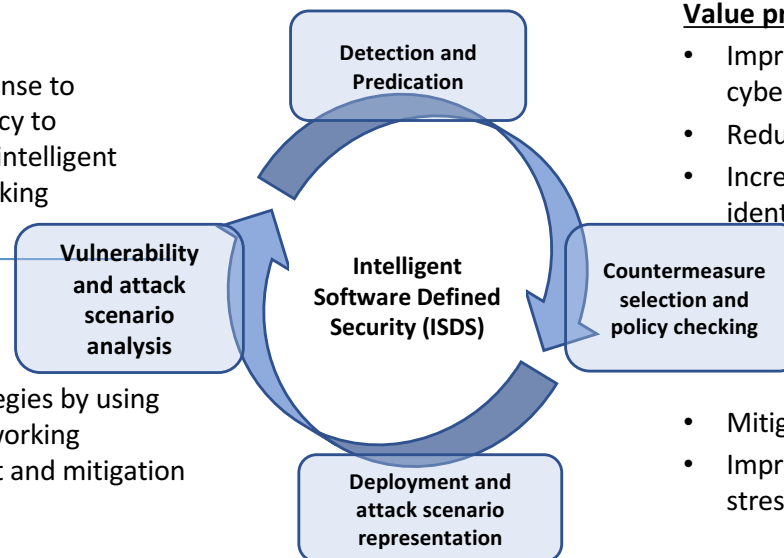 nse to
cy to
intelligent
king
egies by using
working
t and mitigation
Detection and
Predication
Vulnerability
and attack
scenario
analysis
Intelligent
Software Defined
Security (ISDS)
Countermeasure
selection and
policy checking
Deployment and
attack scenario
representation
Value pr
• Impr
cybe
• Redu
• Incre
ident
• Mitig
• Impr
stres